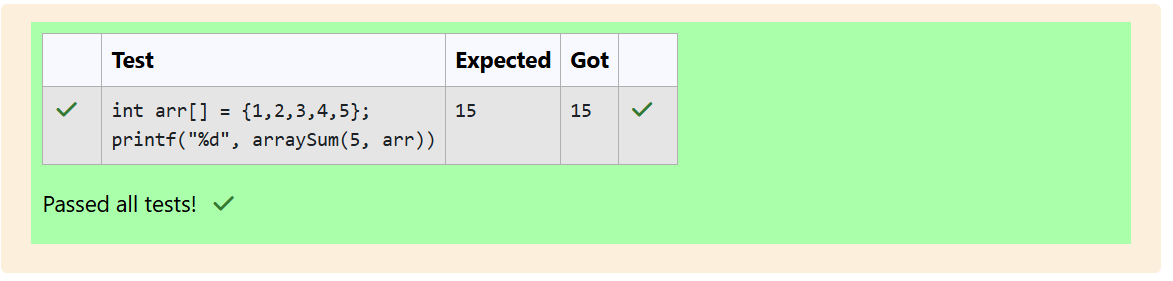 Test Expected Got
int arr[] = {1,2,3,4,5}; 15 15
printf("%d", arraySum(5, arr))
Passed all tests!